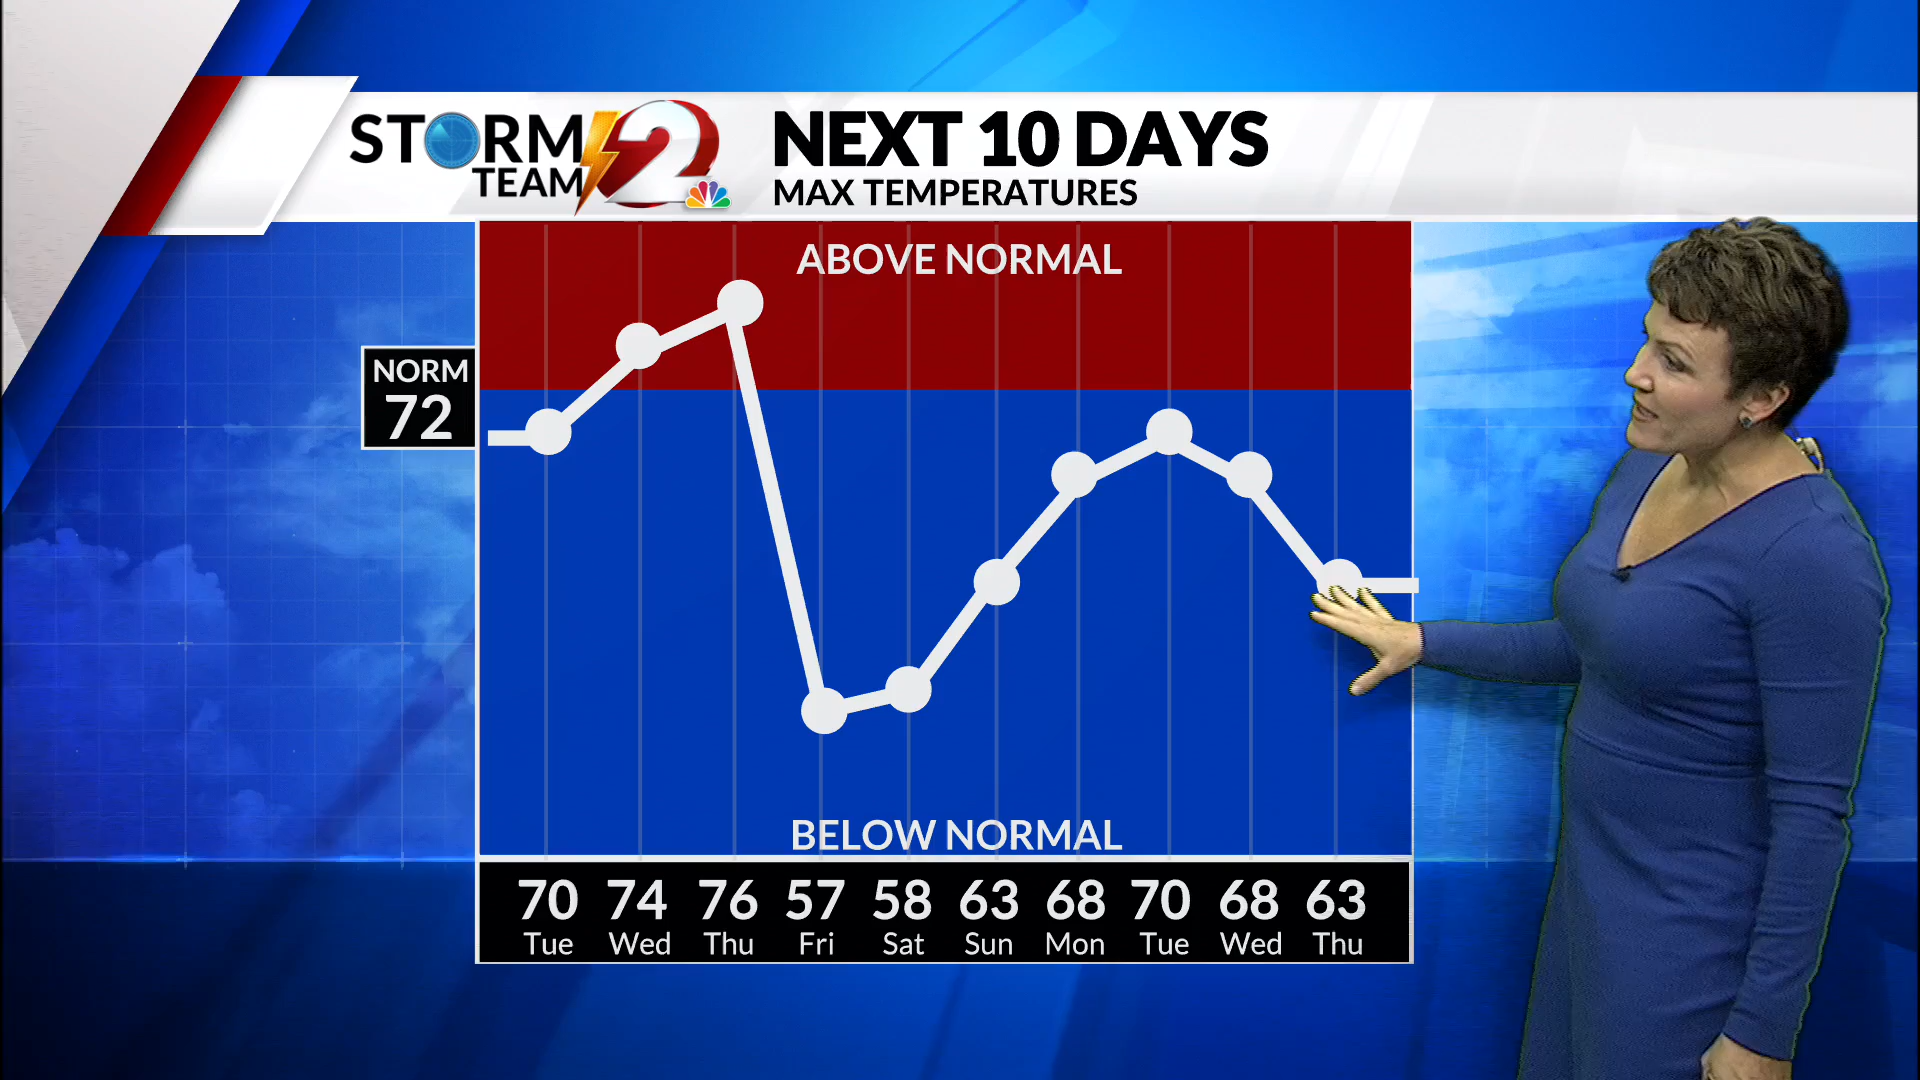 STORM
TEAM
2
NEXT 10 DAYS
MAX TEMPERATURES
ABOVE NORMAL
NORM
72
BELOW NORMAL
70 74 76 57 58 63 68 70 68 63
Tue Wed Thu Fri Sat Sun Mon Tue Wed Thu